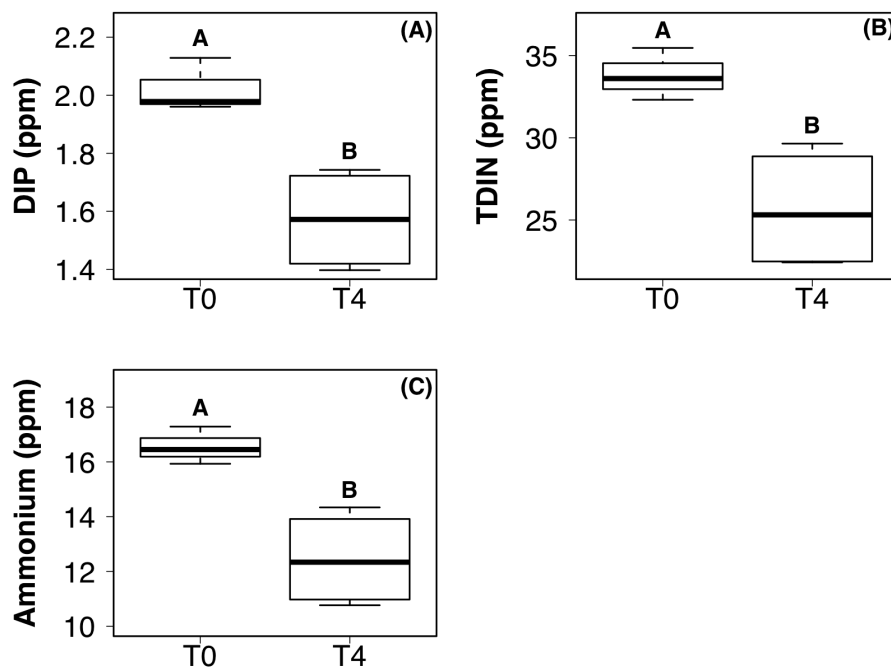 (A)
DIP (ppm)
2.2
2.0
1.8
1.6
1.4
A
B
T0
T4
(B)
TDIN (ppm)
35
30
25
A
B
T0
T4
(C)
Ammonium (ppm)
18
16
14
12
10
A
B
T0
T4